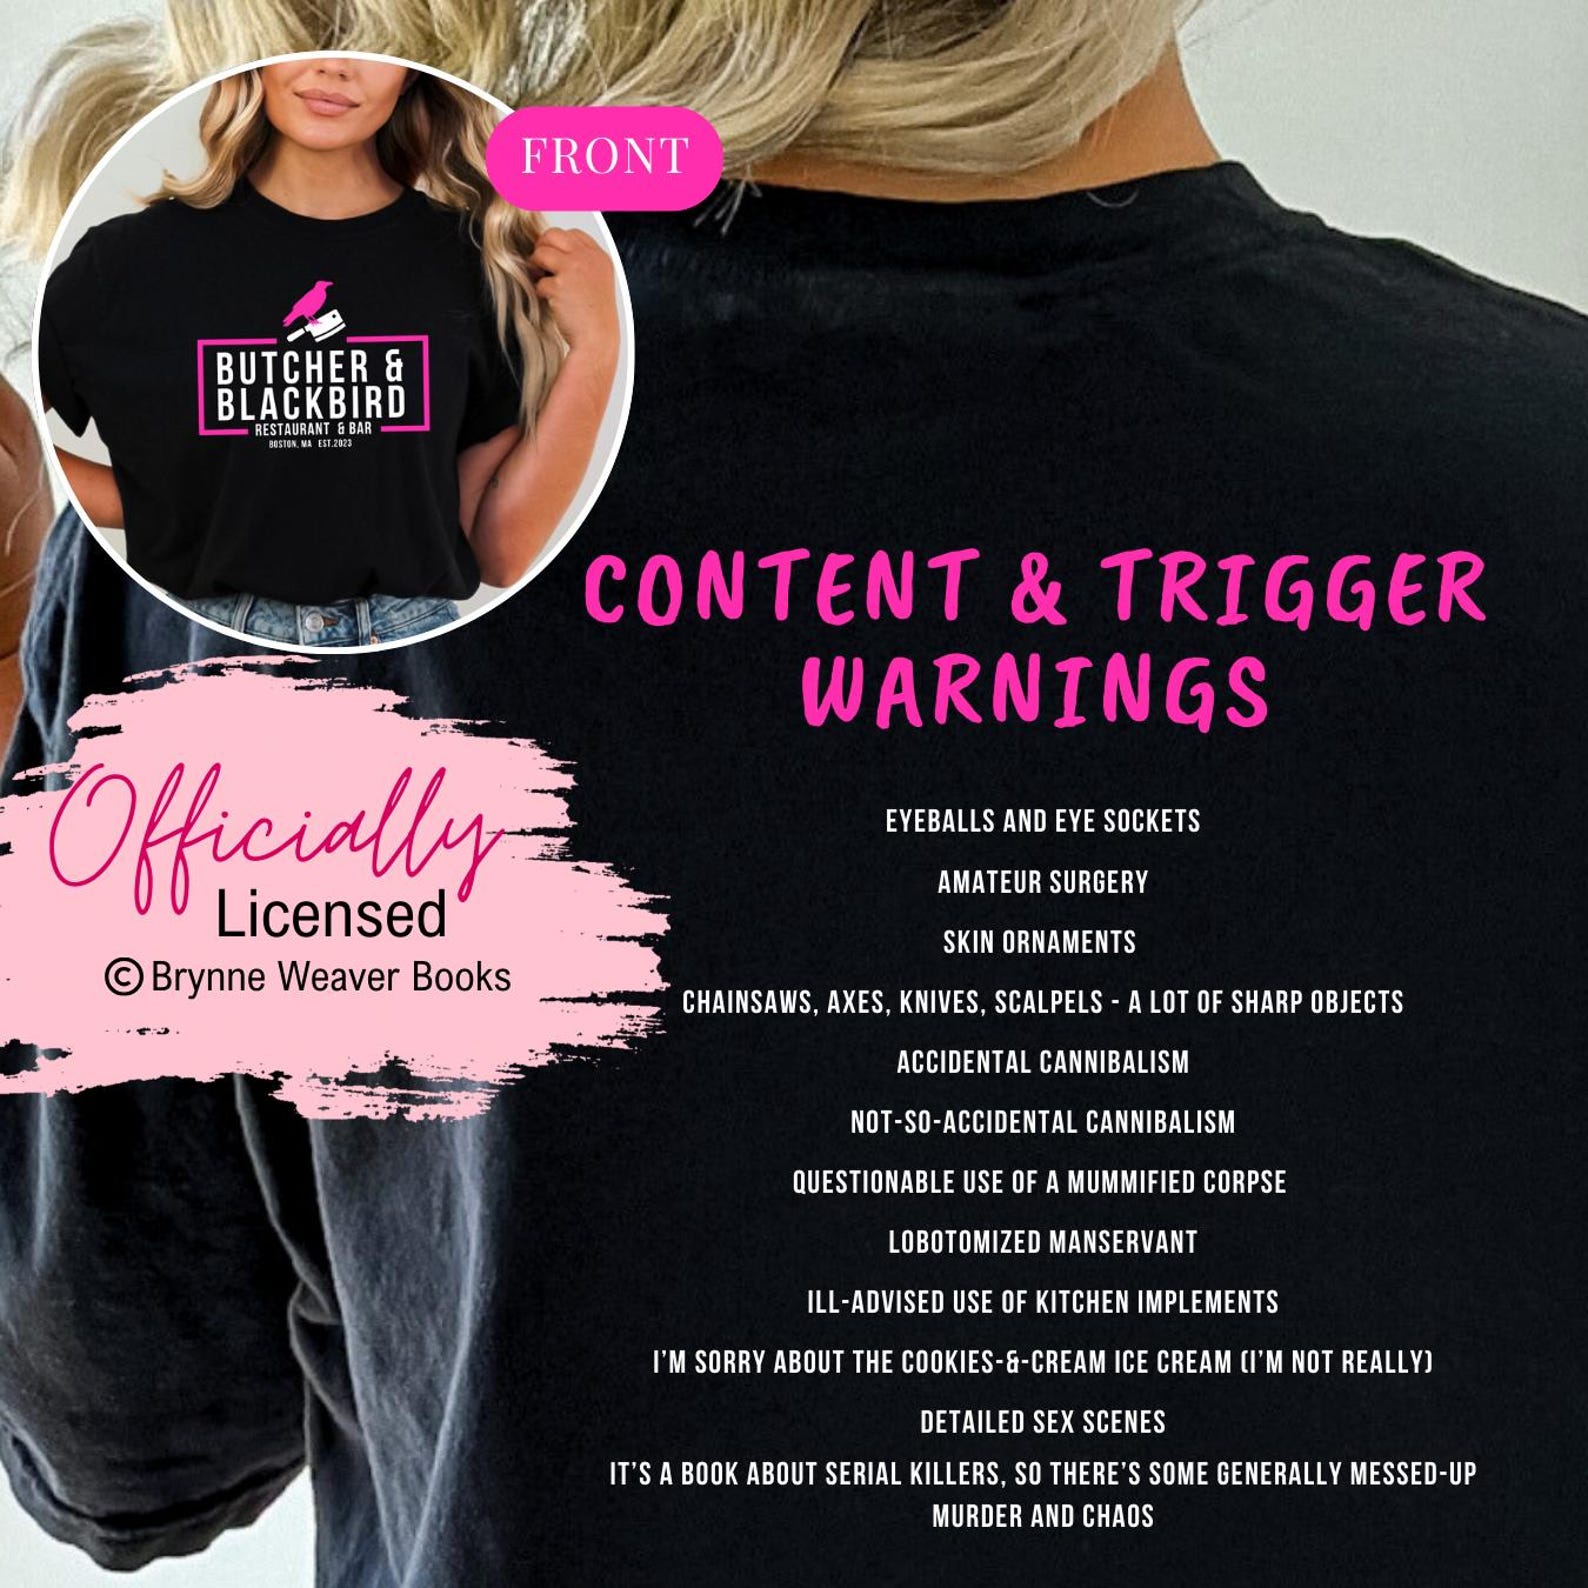 FRONT
BUTCHER &
BLACKBIRD
RESTAURANT & BAR
BOSTON, MA EST.2023
CONTENT & TRIGGER
WARNINGS
Officially
Licensed
©Brynne Weaver Books
EYEBALLS AND EYE SOCKETS
AMATEUR SURGERY
SKIN ORNAMENTS
CHAINSAWS, AXES, KNIVES, SCALPELS - A LOT OF SHARP OBJECTS
ACCIDENTAL CANNIBALISM
NOT-SO-ACCIDENTAL CANNIBALISM
QUESTIONABLE USE OF A MUMMIFIED CORPSE
LOBOTOMIZED MANSERVANT
ILL-ADVISED USE OF KITCHEN IMPLEMENTS
I'M SORRY ABOUT THE COOKIES-&-CREAM ICE CREAM (I'M NOT REALLY)
DETAILED SEX SCENES
IT'S A BOOK ABOUT SERIAL KILLERS, SO THERE'S SOME GENERALLY MESSED-UP
MURDER AND CHAOS